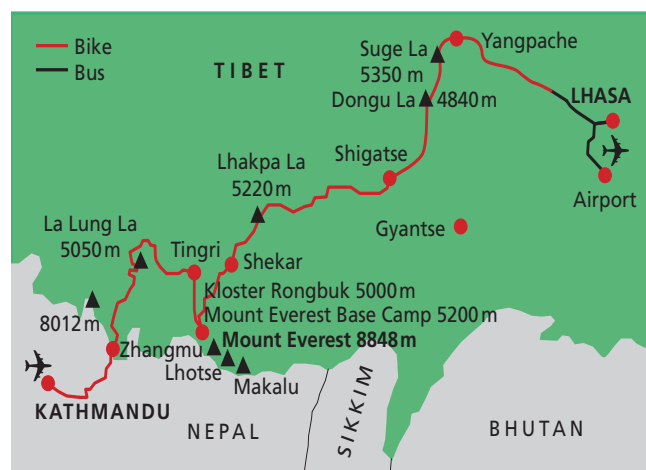 Bike
Bus
TIBET
Suge La
5350 m
Yangpache
Dongu La
4840 m
LHASA
Shigatse
Airport
Lhakpa La
5220 m
Gyantse
La Lung La
5050 m
Tingri
Shekar
Kloster Rongbuk 5000 m
Mount Everest Base Camp 5200 m
8012 m
Zhangmu
Mount Everest 8848 m
Lhotse
Makalu
KATHMANDU
NEPAL
SIKKIM
BHUTAN